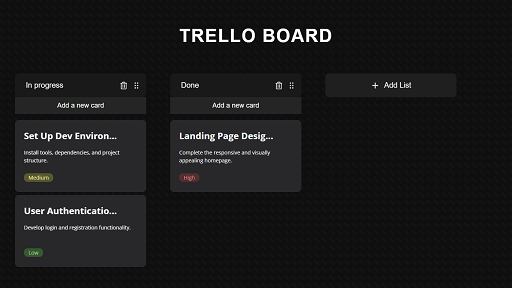 TRELLO BOARD
In progress
Add a new card
Set Up Dev Environ...
Install tools, dependencies, and project
structure.
Medium
User Authenticatio...
Develop login and registration functionality.
Low
Done
Add a new card
Landing Page Desig...
Complete the responsive and visually
appealing homepage.
High
+ Add List